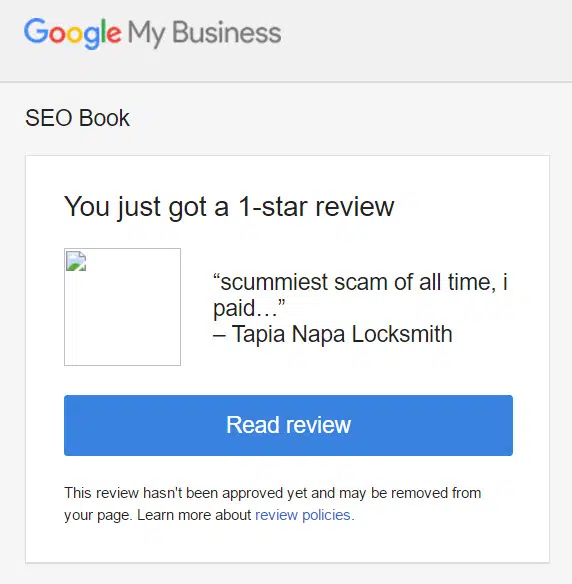 Google My Business
SEO Book
You just got a 1-star review
“scummiest scam of all time, i
paid…”
– Tapia Napa Locksmith
Read review
This review hasn't been approved yet and may be removed from
your page. Learn more about review policies.